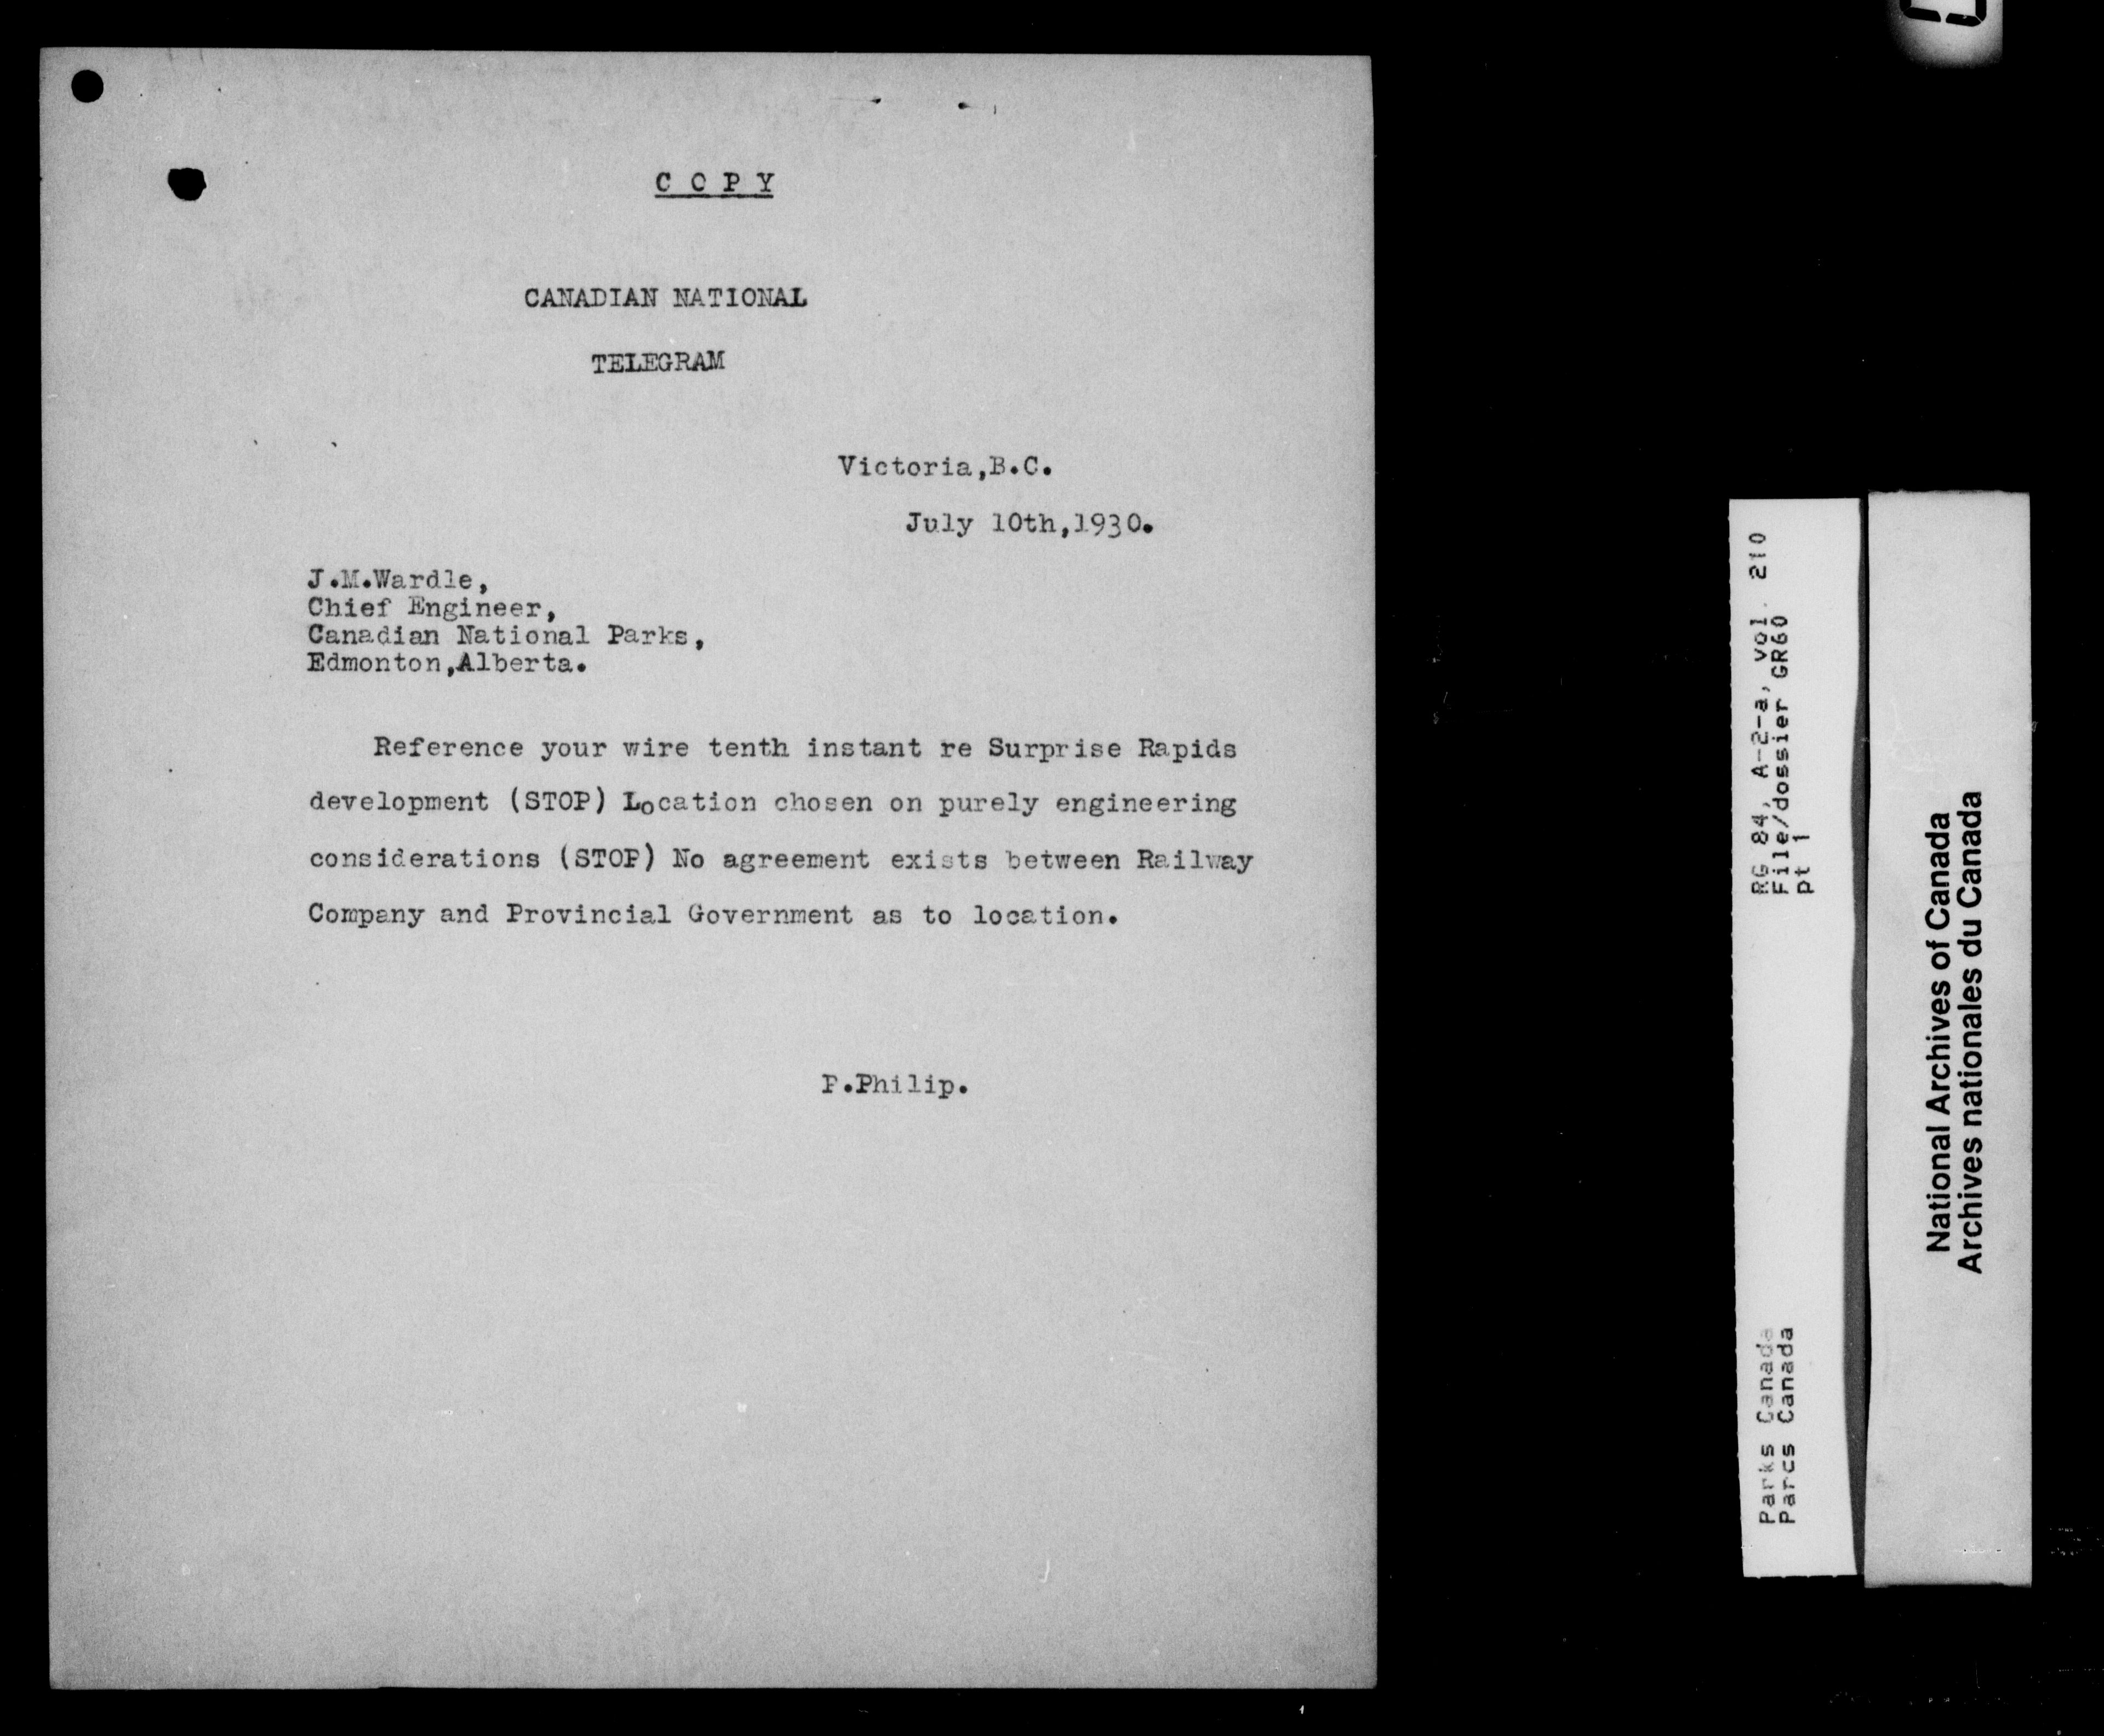 C O P Y
CANADIAN NATIONAL
TELEGRAM
Victoria,B.C.
July 10th,1930.
J.M.Wardle,
Chief Engineer,
Canadian National Parks,
Edmonton,Alberta.
Reference your wire tenth instant re Surprise Rapids
development (STOP) Location chosen on purely engineering
considerations (STOP) No agreement exists between Railway
Company and Provincial Government as to location.
P.Philip.
RG 84, A-2-a, vol. 210
File/dossier GR60
pt 1
Parks Canada
Parcs Canada
National Archives of Canada
Archives nationales du Canada